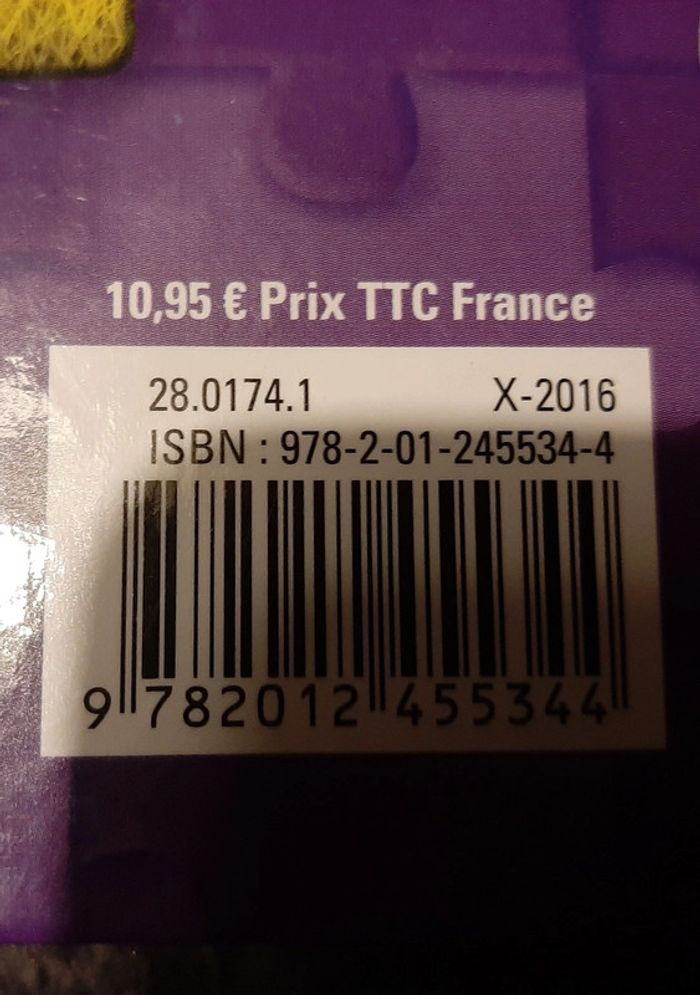 10,95 € Prix TTC France
28.0174.1 X-2016
ISBN : 978-2-01-245534-4
9 782012 455344